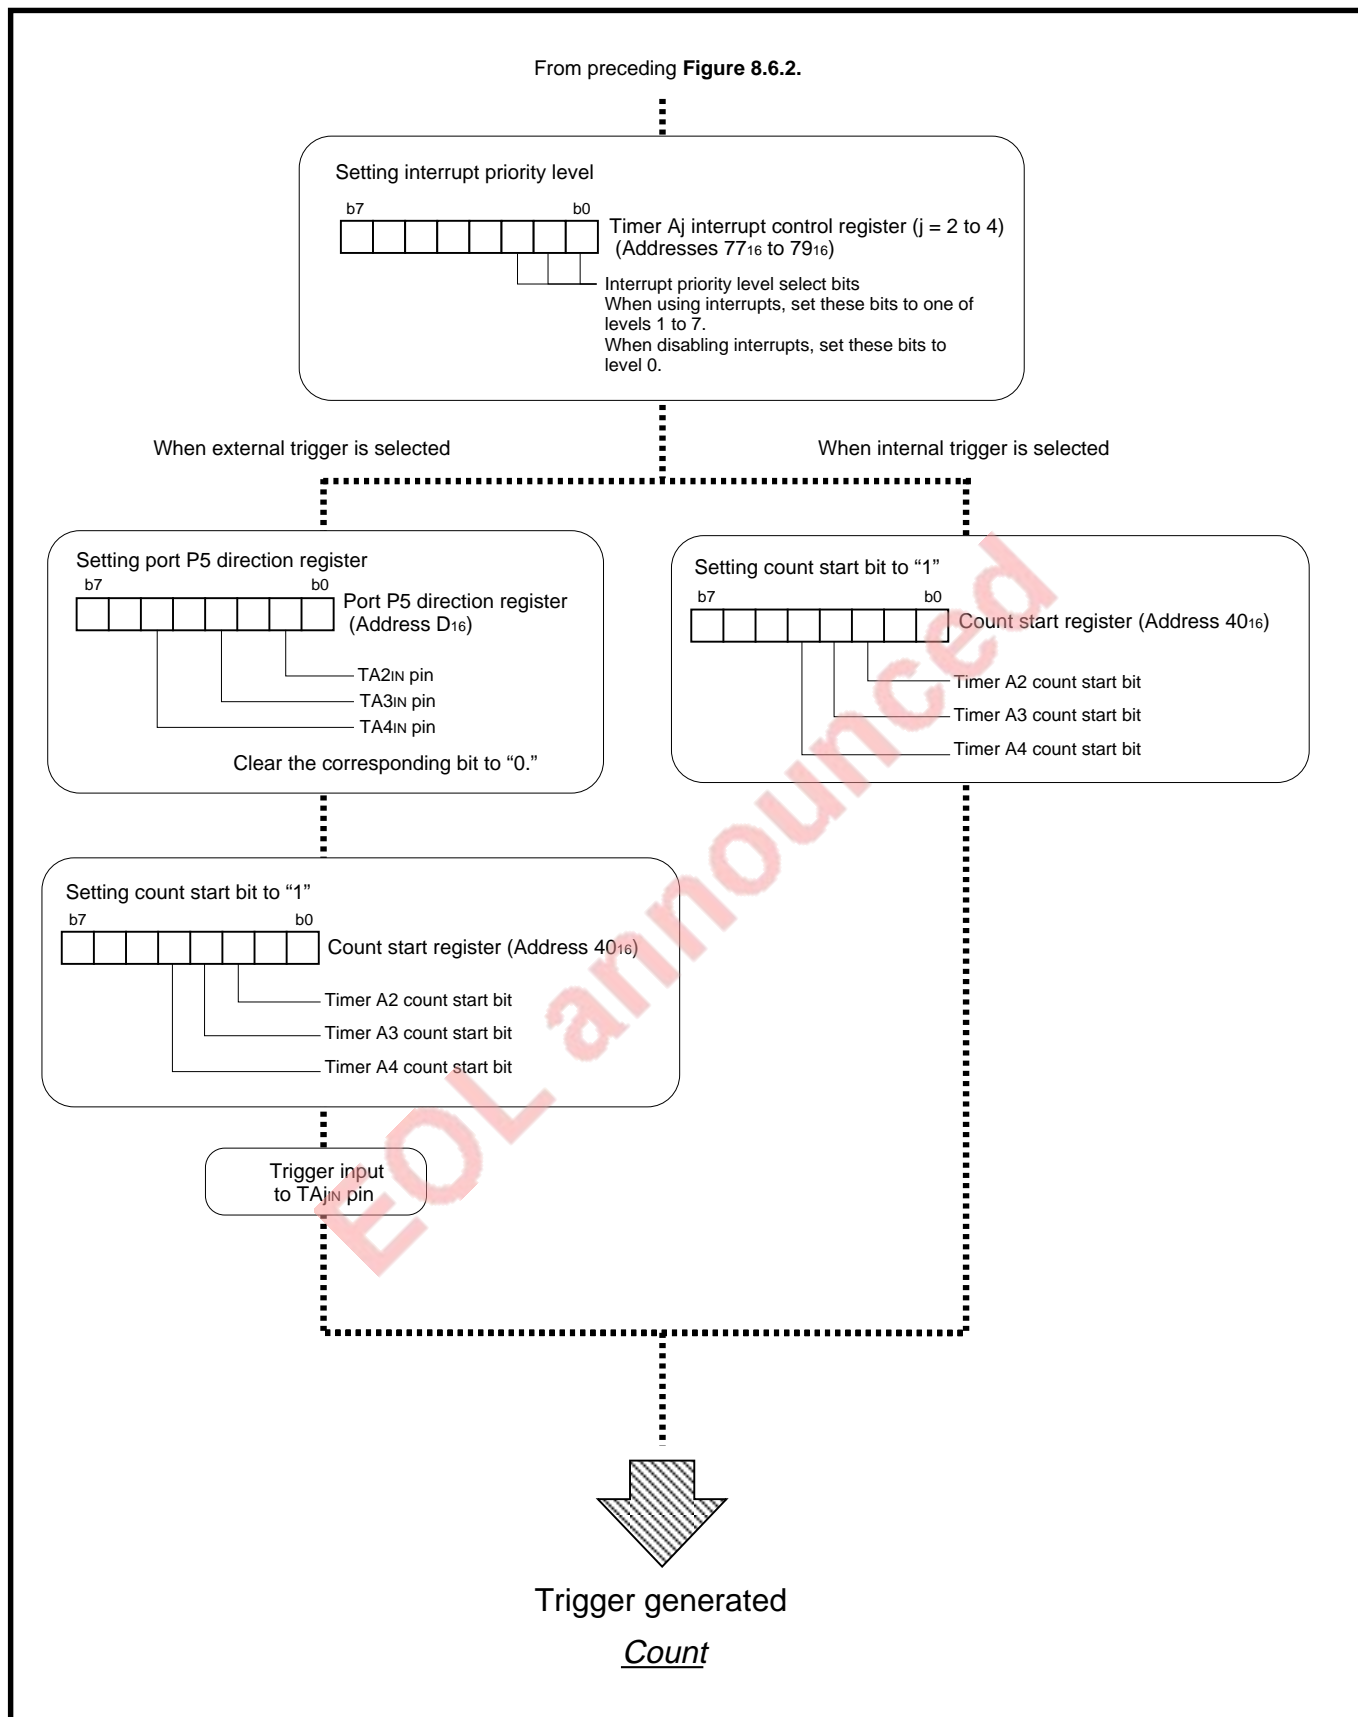 From preceding Figure 8.6.2.
Setting interrupt priority level
b7 b0
Timer Aj interrupt control register (j = 2 to 4)
(Addresses 7716 to 7916)
Interrupt priority level select bits
When using interrupts, set these bits to one of
levels 1 to 7.
When disabling interrupts, set these bits to
level 0.
When external trigger is selected
When internal trigger is selected
Setting port P5 direction register
b7 b0
Port P5 direction register
(Address D16)
TA2IN pin
TA3IN pin
TA4IN pin
Clear the corresponding bit to “0.”
Setting count start bit to “1”
b7 b0
Count start register (Address 4016)
Timer A2 count start bit
Timer A3 count start bit
Timer A4 count start bit
Setting count start bit to “1”
b7 b0
Count start register (Address 4016)
Timer A2 count start bit
Timer A3 count start bit
Timer A4 count start bit
Trigger input
to TAjIN pin
EOL announced
Trigger generated
Count